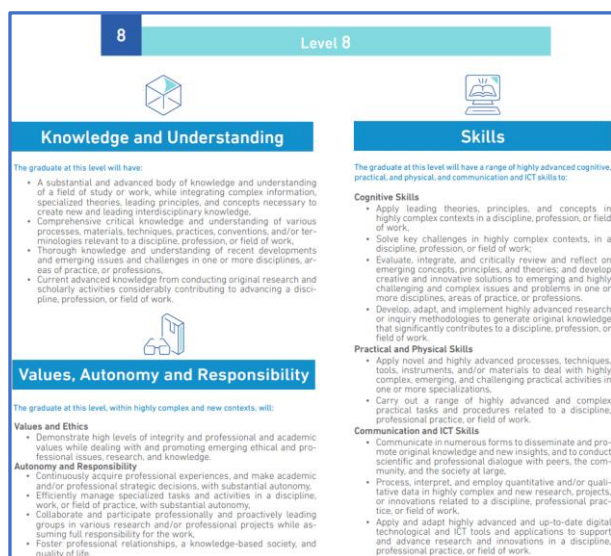 8
Level 8
Knowledge and Understanding
The graduate at this level will have:
• A substantial and advanced body of knowledge and understanding
of a field of study or work, while integrating complex information,
specialized theories, leading principles, and concepts necessary to
create new and leading interdisciplinary knowledge,
• Comprehensive critical knowledge and understanding of various
processes, materials, techniques, practices, conventions, and/or ter-
minologies relevant to a discipline, profession, or field of work,
• Thorough knowledge and understanding of recent developments
and emerging issues and challenges in one or more disciplines, ar-
eas of practice, or professions,
• Current advanced knowledge from conducting original research and
scholarly activities considerably contributing to advancing a disci-
pline, profession, or field of work.
Values, Autonomy and Responsibility
The graduate at this level, within highly complex and new contexts, will:
Values and Ethics
• Demonstrate high levels of integrity and professional and academic
values while dealing with and promoting emerging ethical and pro-
fessional issues, research, and knowledge.
Autonomy and Responsibility
• Continuously acquire professional experiences, and make academic
and/or professional strategic decisions, with substantial autonomy,
• Efficiently manage specialized tasks and activities in a discipline,
work, or field of practice, with substantial autonomy,
• Collaborate and participate professionally and proactively leading
groups in various research and/or professional projects while as-
suming full responsibility for the work,
• Foster professional relationships, a knowledge-based society, and
quality of life.
Skills
The graduate at this level will have a range of highly advanced cognitive,
practical, and physical, and communication and ICT skills to:
Cognitive Skills
• Apply leading theories, principles, and concepts in
highly complex contexts in a discipline, profession, or field
of work,
• Solve key challenges in highly complex contexts, in a
discipline, profession, or field of work;
• Evaluate, integrate, and critically review and reflect on
emerging concepts, principles, and theories; and develop
creative and innovative solutions to emerging and highly
challenging and complex issues and problems in one or
more disciplines, areas of practice, or professions.
• Develop, adapt, and implement highly advanced research
or inquiry methodologies to generate original knowledge
that significantly contributes to a discipline, profession, or
field of work.
Practical and Physical Skills
• Apply novel and highly advanced processes, techniques,
tools, instruments, and/or materials to deal with highly
complex, emerging, and challenging practical activities in
one or more specializations.
• Carry out a range of highly advanced and complex
practical tasks and procedures related to a discipline,
professional practice, or field of work.
Communication and ICT Skills
• Communicate in numerous forms to disseminate and pro-
mote original knowledge and new insights, and to conduct
scientific and professional dialogue with peers, the com-
munity, and the society at large,
• Process, interpret, and employ quantitative and/or quali-
tative data in highly complex and new research, projects,
or innovations related to a discipline, professional prac-
tice, or field of work,
• Apply and adapt highly advanced and up-to-date digital
technological and ICT tools and applications to support
and advance research and innovations in a discipline,
professional practice, or field of work.